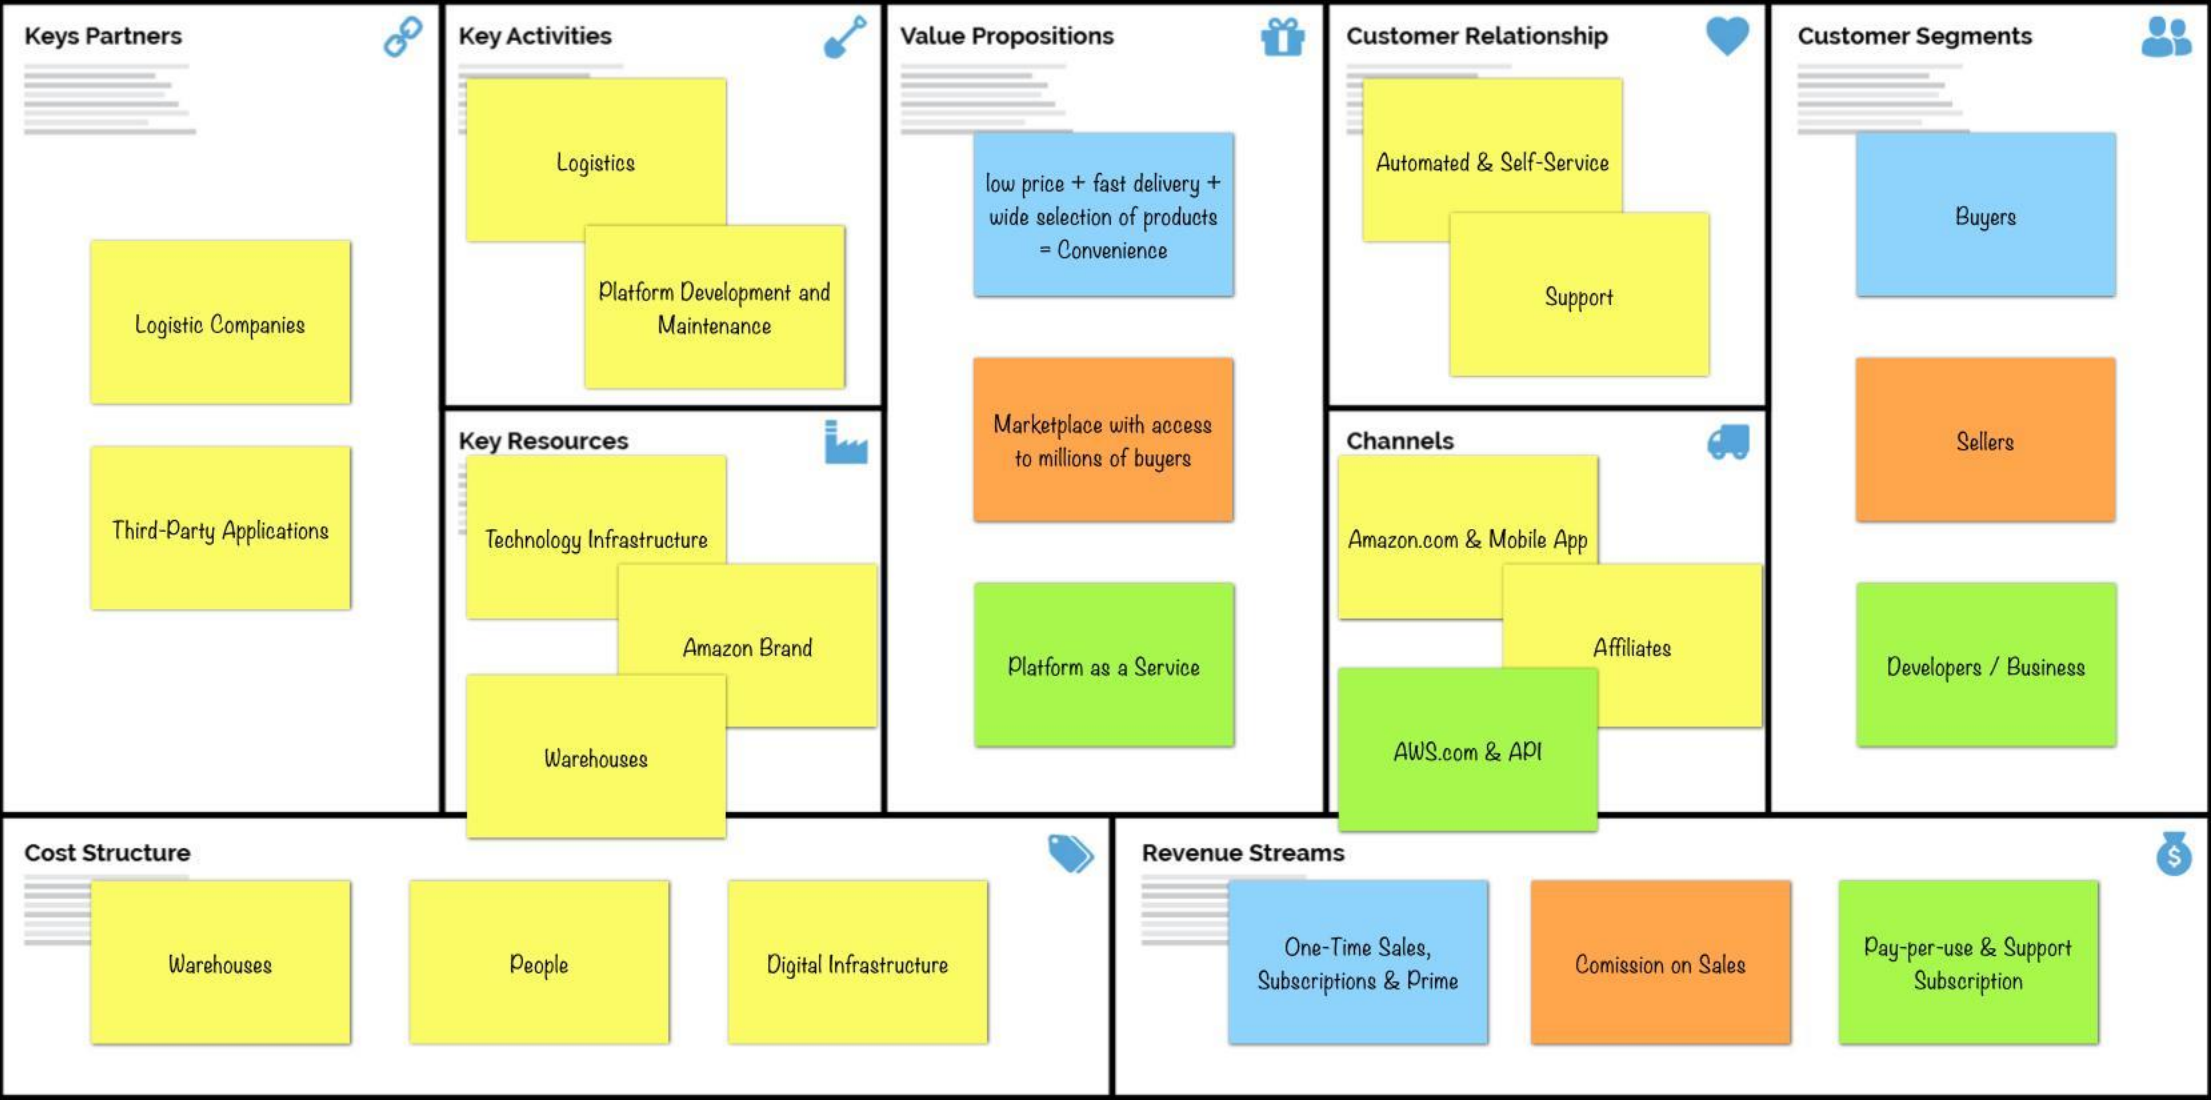 Keys Partners
Logistic Companies
Third-Party Applications
Key Activities
Logistics
Platform Development and
Maintenance
Key Resources
Technology Infrastructure
Amazon Brand
Warehouses
Value Propositions
low price + fast delivery +
wide selection of products
= Convenience
Marketplace with access
to millions of buyers
Platform as a Service
Customer Relationship
Automated & Self-Service
Support
Channels
Amazon.com & Mobile App
Affiliates
AWS.com & API
Customer Segments
Buyers
Sellers
Developers / Business
Cost Structure
Warehouses
People
Digital Infrastructure
Revenue Streams
$
One-Time Sales,
Subscriptions & Prime
Comission on Sales
Pay-per-use & Support
Subscription